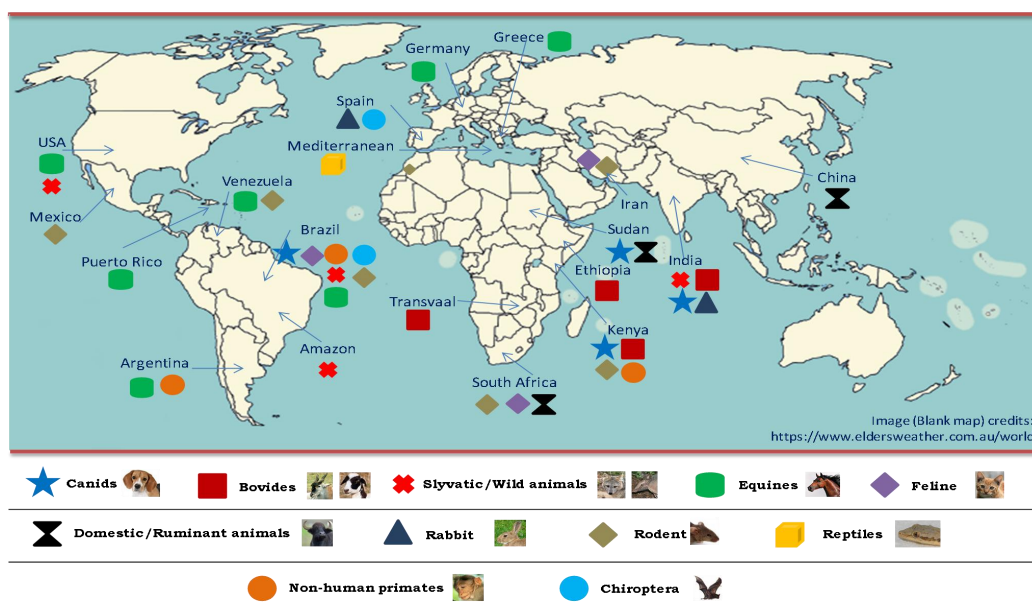 Greece
Germany
Spain
USA
Mediterranean
China
Venezuela
Iran
Mexico
Brazil
Sudan
Puerto Rico
India
Ethiopia
Transvaal
Kenya
Amazon
Argentina
South Africa
Image (Blank map) credits:
https://www.eldersweather.com.au/world
Canids
Bovides
Slyvatic/Wild animals
Equines
Feline
Domestic/Ruminant animals
Rabbit
Rodent
Reptiles
Non-human primates
Chiroptera